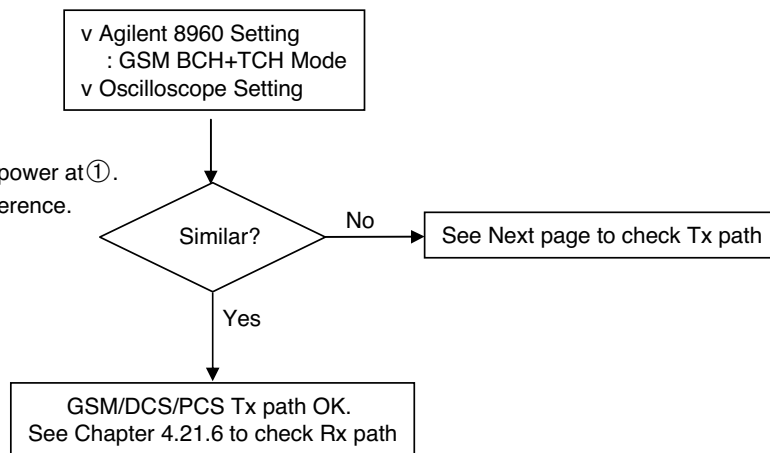 v Agilent 8960 Setting
: GSM BCH+TCH Mode
v Oscilloscope Setting
power at①.
Similar?
No
See Next page to check Tx path
Yes
GSM/DCS/PCS Tx path OK.
See Chapter 4.21.6 to check Rx path